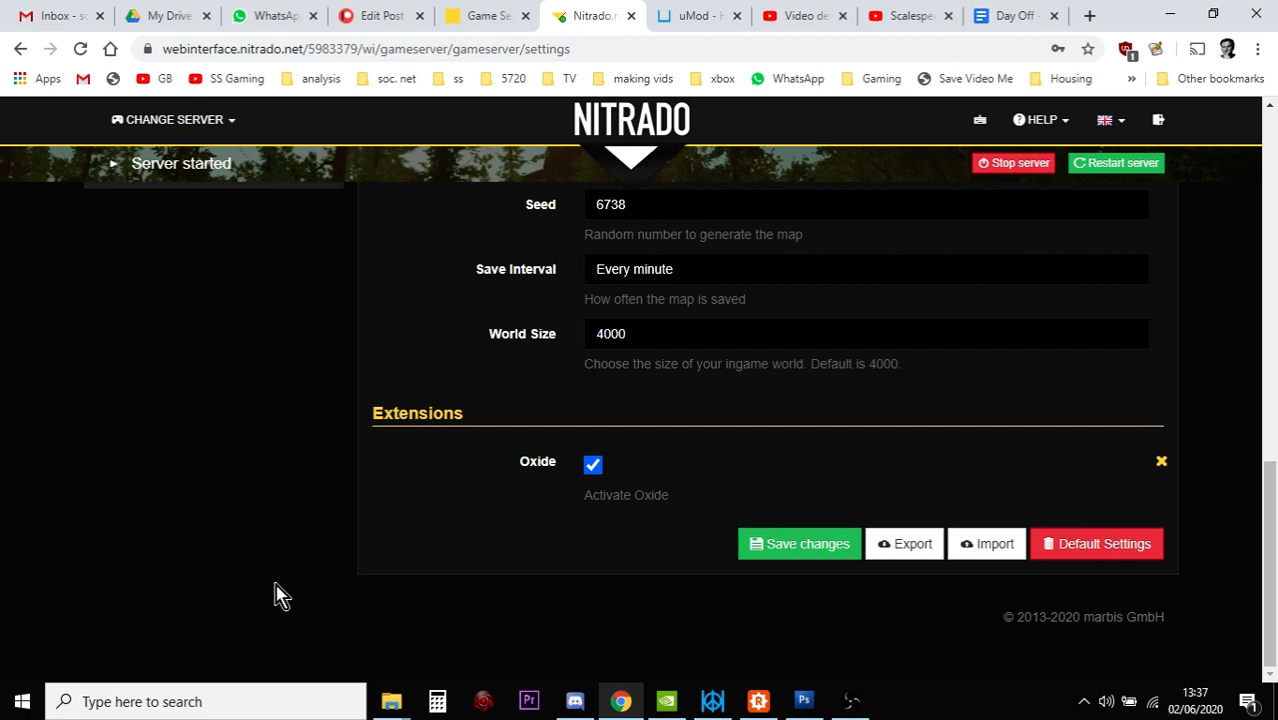 Inbox - s
My Drive
WhatsApp
Edit Post
Game Se
Nitrado.n
uMod - 
Video de
Scalespe
Day Off -
webinterface.nitrado.net/5983379/wi/gameserver/gameserver/settings
1
Apps
GB
SS Gaming
analysis
soc. net
ss
5720
TV
making vids
xbox
WhatsApp
Gaming
Save Video Me
Housing
»
Other bookmarks
CHANGE SERVER
NITRADO
HELP
Server started
Stop server
Restart server
Seed
6738
Random number to generate the map
Save Interval
Every minute
How often the map is saved
World Size
4000
Choose the size of your ingame world. Default is 4000.
Extensions
Oxide
Activate Oxide
Save changes
Export
Import
Default Settings
© 2013-2020 marbis GmbH
Type here to search
Pr
Ps
13:37
02/06/2020
1